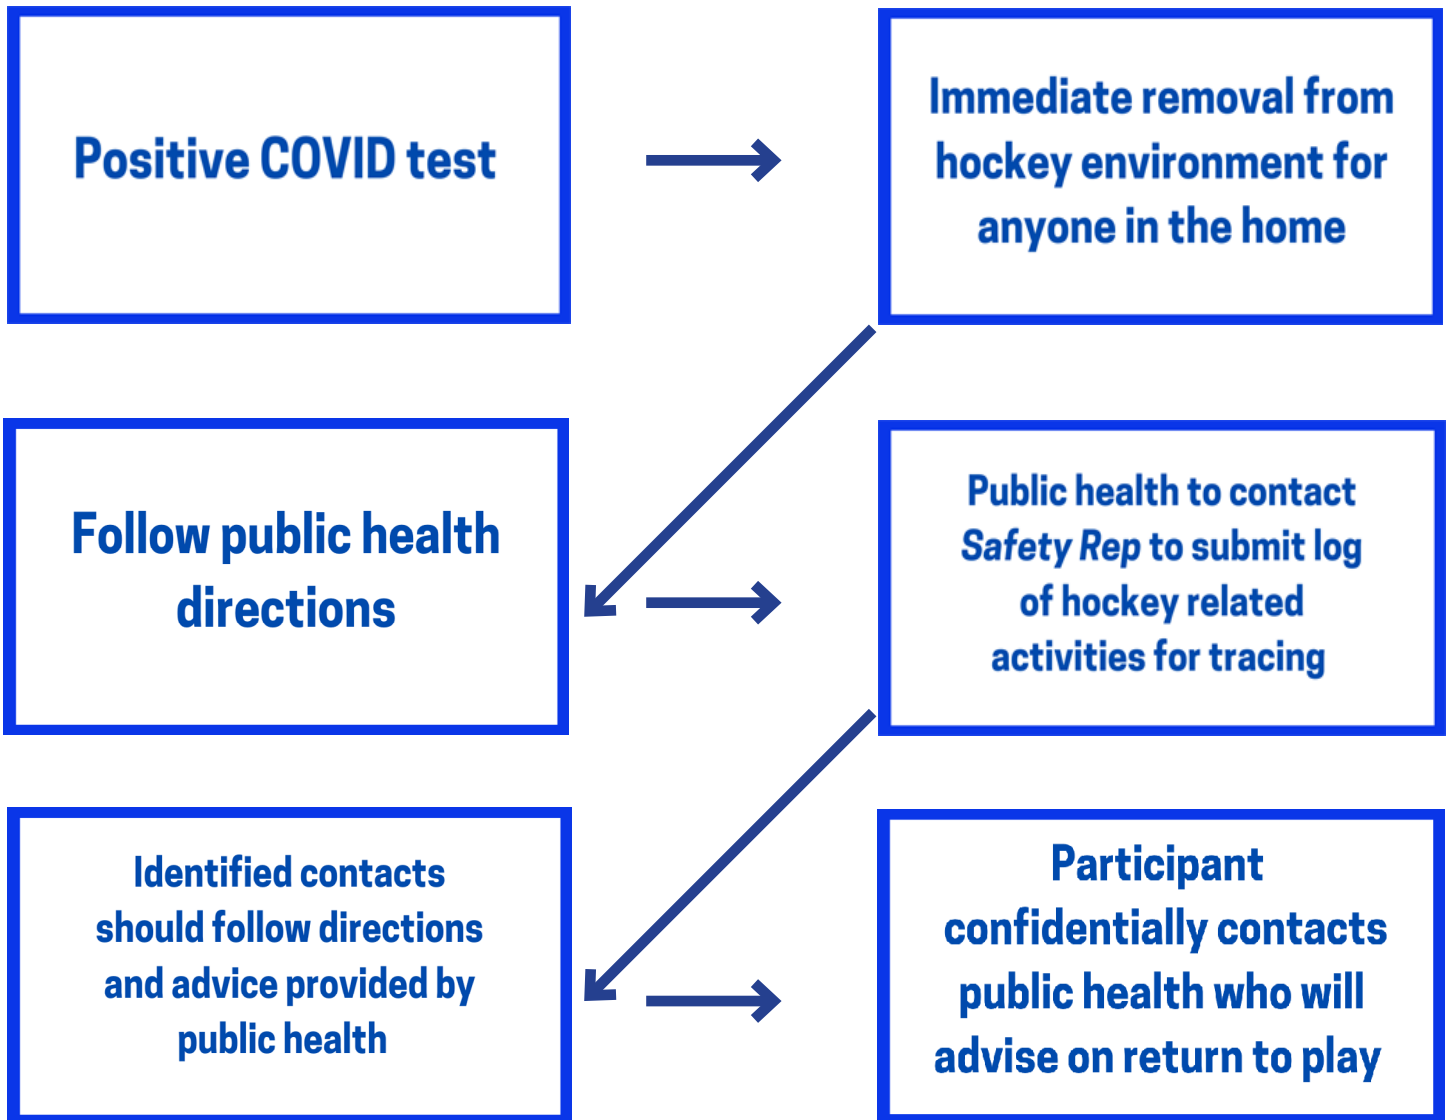 Positive COVID test
Immediate removal from
hockey environment for
anyone in the home
Follow public health
directions
Public health to contact
Safety Rep to submit log
of hockey related
activities for tracing
Identified contacts
should follow directions
and advice provided by
public health
Participant
confidentially contacts
public health who will
advise on return to play